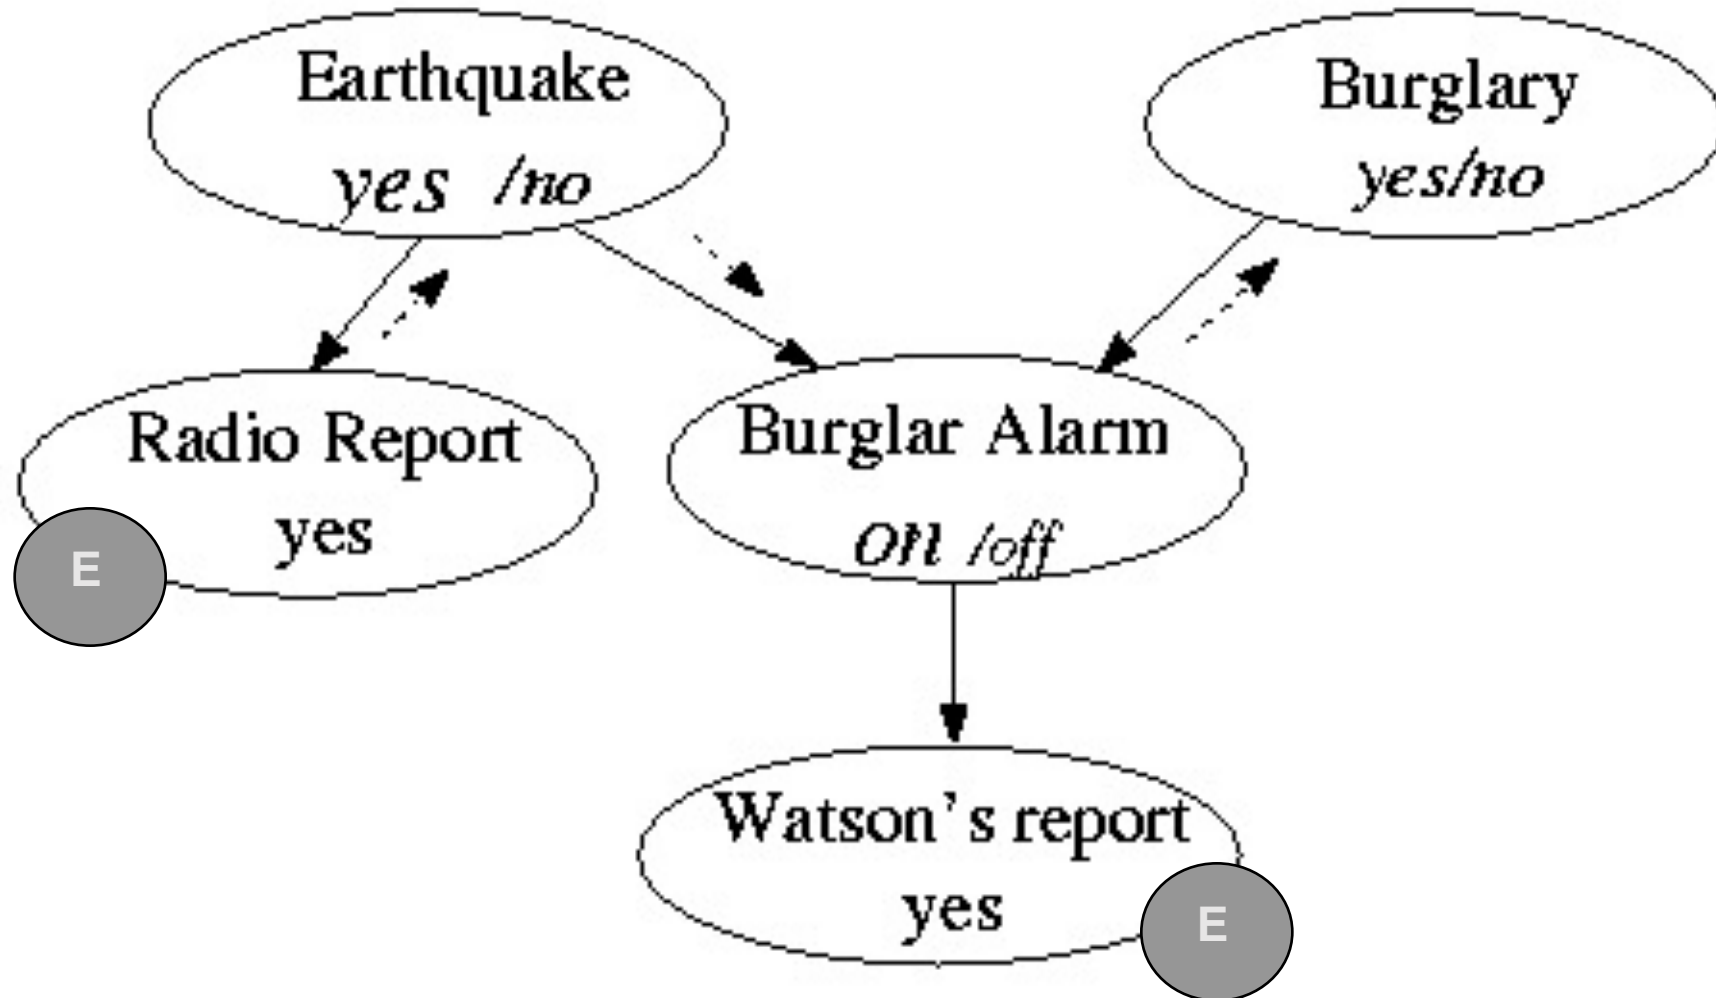 Earthquake
yes /no
Burglary
yes/no
Radio Report
yes
E
Burglar Alarm
on /off
Watson's report
yes
E